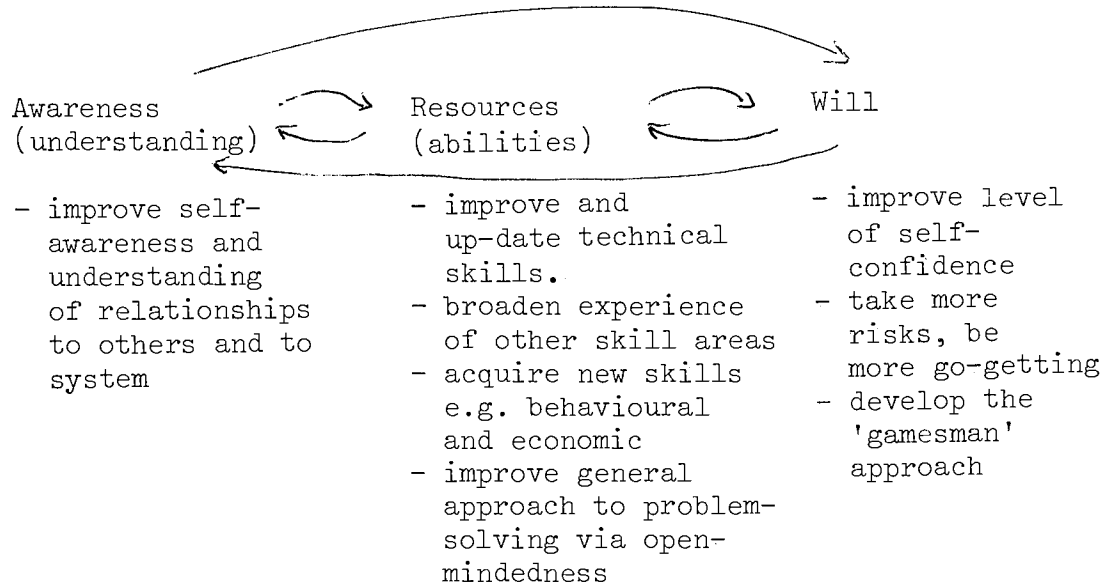 Awareness
(understanding)
- improve self-
awareness and
understanding
of relationships
to others and to
system
Resources
(abilities)
- improve and
up-date technical
skills.
- broaden experience
of other skill areas
- acquire new skills
e.g. behavioural
and economic
- improve general
approach to problem-
solving via open-
mindedness
Will
- improve level
of self-
confidence
- take more
risks, be
more go-getting
- develop the
'gamesman'
approach